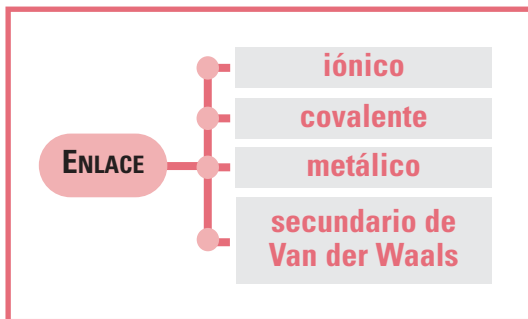 ENLACE
iónico
covalente
metálico
secundario de
Van der Waals